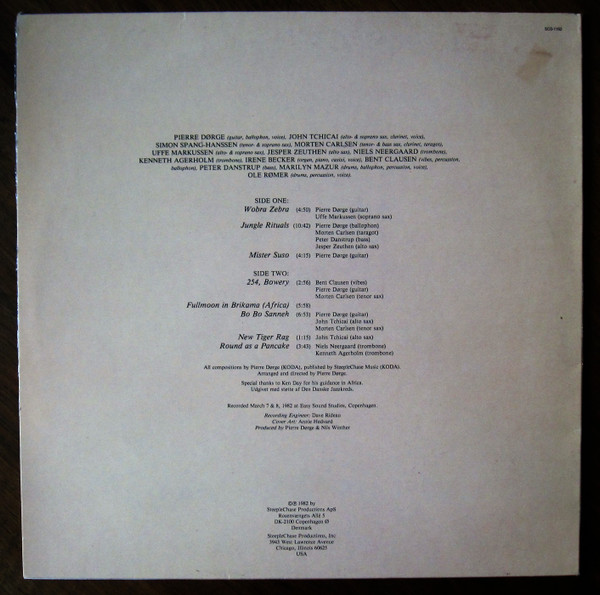 SCS-1162
PIERRE DØRGE (guitar, ballophon, voice), JOHN TCHICAI (alto- & soprano sax, clarinet, voice),
SIMON SPANG-HANSSEN (tenor- & soprano sax), MORTEN CARLSEN (tenor- & bass sax, clarinet, taragot),
UFFE MARKUSSEN (alto- & soprano sax), JESPER ZEUTHEN (alto sax), NIELS NEERGAARD (trombone),
KENNETH AGERHOLM (trombone), IRENE BECKER (organ, piano, casio, voice), BENT CLAUSEN (vibes, percussion,
ballophon), PETER DANSTRUP (bass), MARILYN MAZUR (drums, ballophon, percussion, voice),
OLE RØMER (drums, percussion, voice).
SIDE ONE:
Wobra Zebra (4:50) Pierre Dørge (guitar)
Uffe Markussen (soprano sax)
Jungle Rituals (10:42) Pierre Dørge (ballophon)
Morten Carlsen (taragot)
Peter Danstrup (bass)
Jesper Zeuthen (alto sax)
Mister Suso (4:15) Pierre Dørge (guitar)
SIDE TWO:
254, Bowery (2:56) Bent Clausen (vibes)
Pierre Dørge (guitar)
Morten Carlsen (tenor sax)
Fullmoon in Brikama (Africa) (5:58)
Bo Bo Sanneh (6:53) Pierre Dørge (guitar)
John Tchicai (alto sax)
Morten Carlsen (tenor sax)
New Tiger Rag (1:15) John Tchicai (alto sax)
Round as a Pancake (3:43) Niels Neergaard (trombone)
Kenneth Agerholm (trombone)
All compositions by Pierre Dørge (KODA), published by SteepleChase Music (KODA).
Arranged and directed by Pierre Dørge.
Special thanks to Ken Day for his guidance in Africa.
Udgivet med støtte af Den Danske Jazzkreds.
Recorded March 7 & 8, 1982 at Easy Sound Studios, Copenhagen.
Recording Engineer: Dave
Cover Art: Annie Hedvard
Produced by Pierre Dørge & Nils Winther
©℗ 1982 by
SteepleChase Productions ApS
DK-2100 Copenhagen Ø
Denmark
SteepleChase Productions, Inc
3943 West Lawrence Avenue
Chicago, Illinois 60625
USA